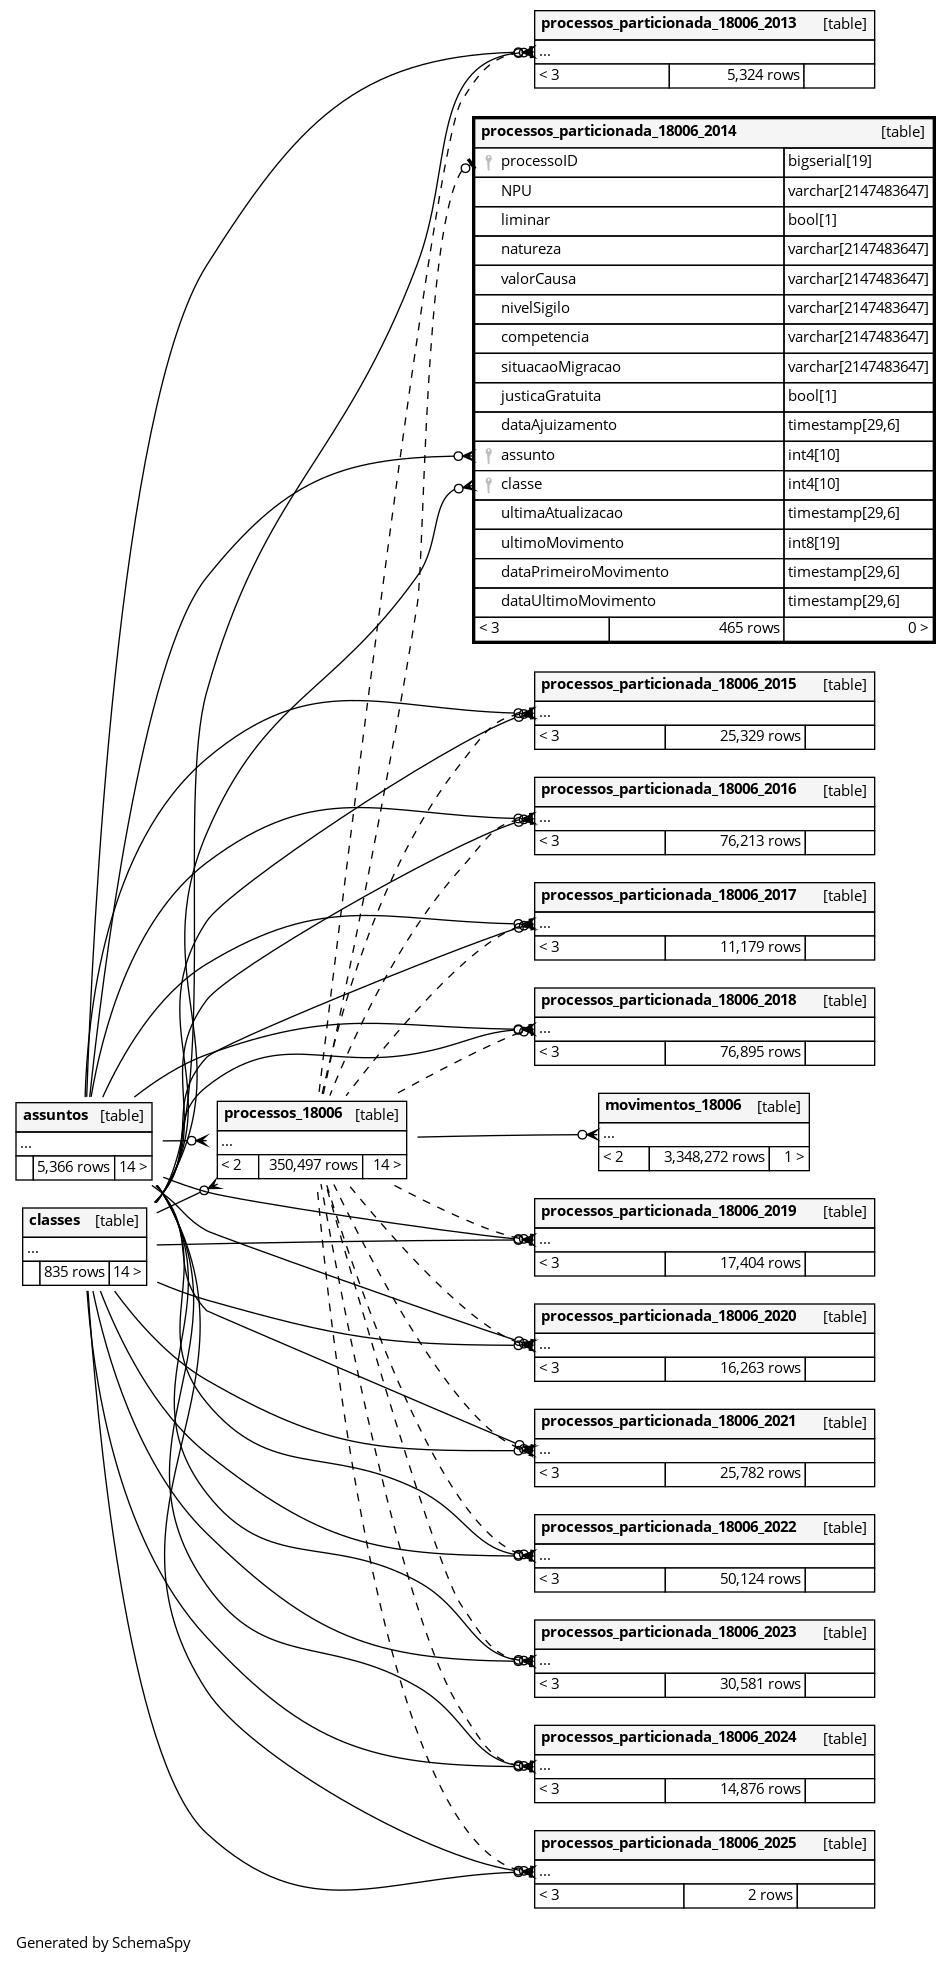 processos_particionada_18006_2013 [table]
...
< 3 5,324 rows
processos_particionada_18006_2014 [table]
processoID bigserial[19]
NPU varchar[2147483647]
liminar bool[1]
natureza varchar[2147483647]
valorCausa varchar[2147483647]
nivelSigilo varchar[2147483647]
competencia varchar[2147483647]
situacaoMigracao varchar[2147483647]
justicaGratuita bool[1]
dataAjuizamento timestamp[29,6]
assunto int4[10]
classe int4[10]
ultimaAtualizacao timestamp[29,6]
ultimoMovimento int8[19]
dataPrimeiroMovimento timestamp[29,6]
dataUltimoMovimento timestamp[29,6]
< 3 465 rows 0 >
processos_particionada_18006_2015 [table]
...
< 3 25,329 rows
processos_particionada_18006_2016 [table]
...
< 3 76,213 rows
processos_particionada_18006_2017 [table]
...
< 3 11,179 rows
processos_particionada_18006_2018 [table]
...
< 3 76,895 rows
assuntos [table]
...
5,366 rows 14 >
processos_18006 [table]
...
< 2 350,497 rows 14 >
movimentos_18006 [table]
...
< 2 3,348,272 rows 1 >
classes [table]
...
835 rows 14 >
processos_particionada_18006_2019 [table]
...
< 3 17,404 rows
processos_particionada_18006_2020 [table]
...
< 3 16,263 rows
processos_particionada_18006_2021 [table]
...
< 3 25,782 rows
processos_particionada_18006_2022 [table]
...
< 3 50,124 rows
processos_particionada_18006_2023 [table]
...
< 3 30,581 rows
processos_particionada_18006_2024 [table]
...
< 3 14,876 rows
processos_particionada_18006_2025 [table]
...
< 3 2 rows
Generated by SchemaSpy